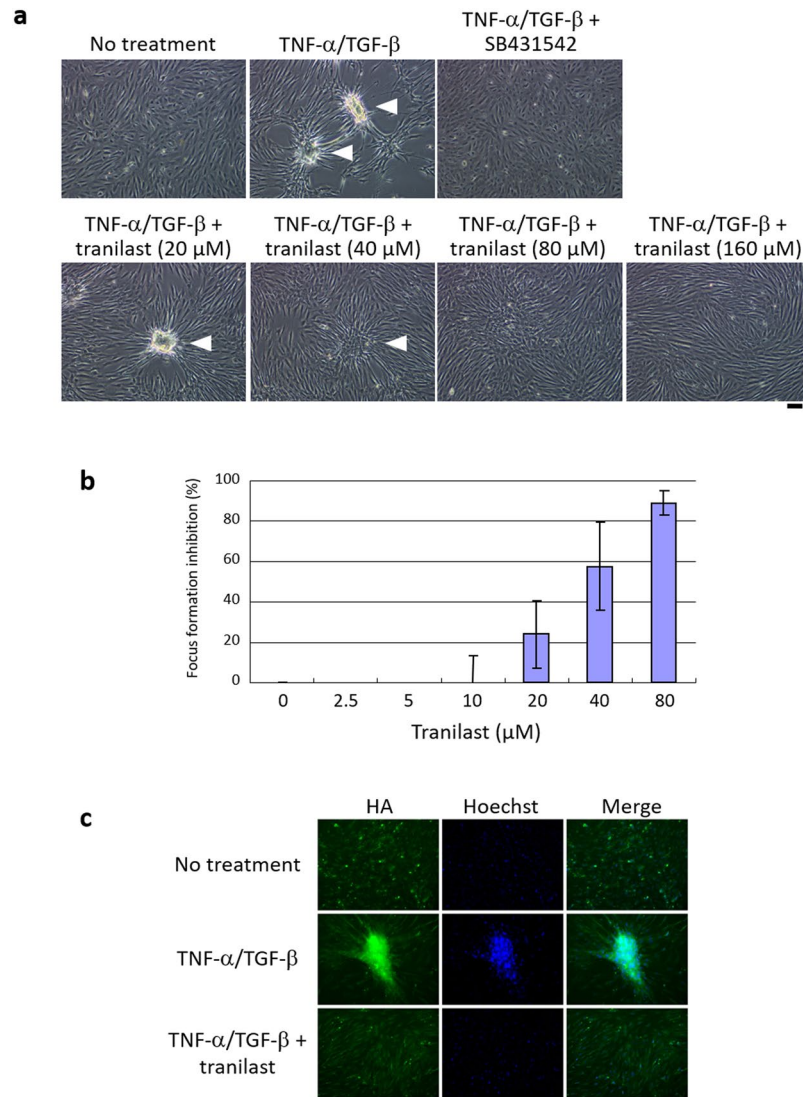 a
No treatment
TNF-α/TGF-β
TNF-α/TGF-β +
SB431542
TNF-α/TGF-β +
tranilast (20 μM)
TNF-α/TGF-β +
tranilast (40 μM)
TNF-α/TGF-β +
tranilast (80 μM)
TNF-α/TGF-β +
tranilast (160 μM)
b
Focus formation inhibition (%)
100
80
60
40
20
0
0 2.5 5 10 20 40 80
Tranilast (μM)
c
HA Hoechst Merge
No treatment
TNF-α/TGF-β
TNF-α/TGF-β +
tranilast